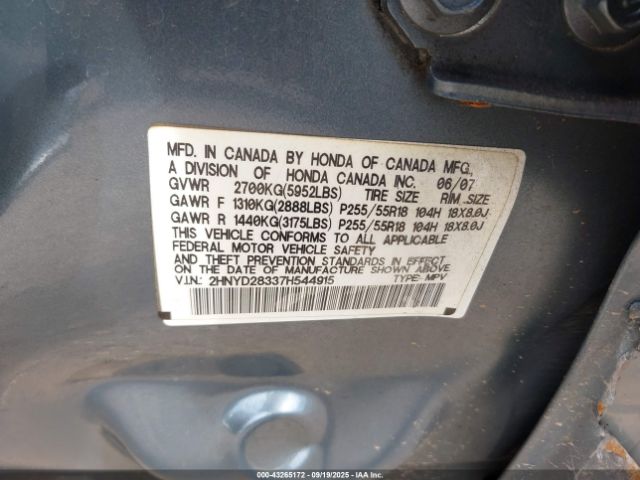 MFD. IN CANADA BY HONDA OF CANADA MFG.,
A DIVISION OF HONDA CANADA INC. 06/07
GVWR 2700KG(5952LBS) TIRE SIZE RIM SIZE
GAWR F 1310KG(2888LBS) P255/55R18 104H 18X8.0J
GAWR R 1440KG(3175LBS) P255/55R18 104H 18X8.0J
THIS VEHICLE CONFORMS TO ALL APPLICABLE
FEDERAL MOTOR VEHICLE SAFETY
AND THEFT PREVENTION STANDARDS IN EFFECT
ON THE DATE OF MANUFACTURE SHOWN ABOVE
V.I.N.: 2HNYD28337H544915 TYPE: MPV
000-43265172 - 09/19/2025 - IAAI.COM